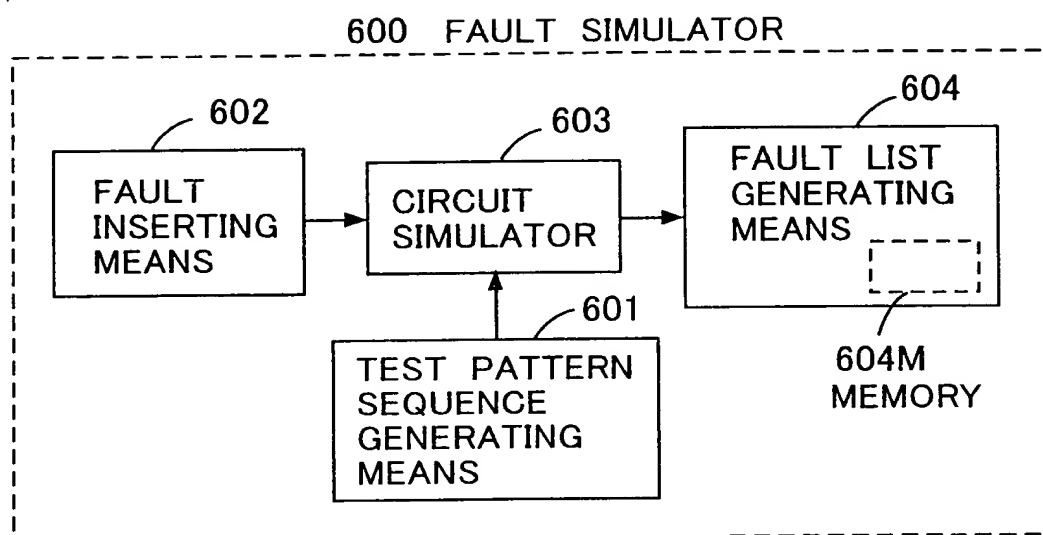 600 FAULT SIMULATOR
602
FAULT
INSERTING
MEANS
603
CIRCUIT
SIMULATOR
604
FAULT LIST
GENERATING
MEANS
604M
MEMORY
601
TEST PATTERN
SEQUENCE
GENERATING
MEANS